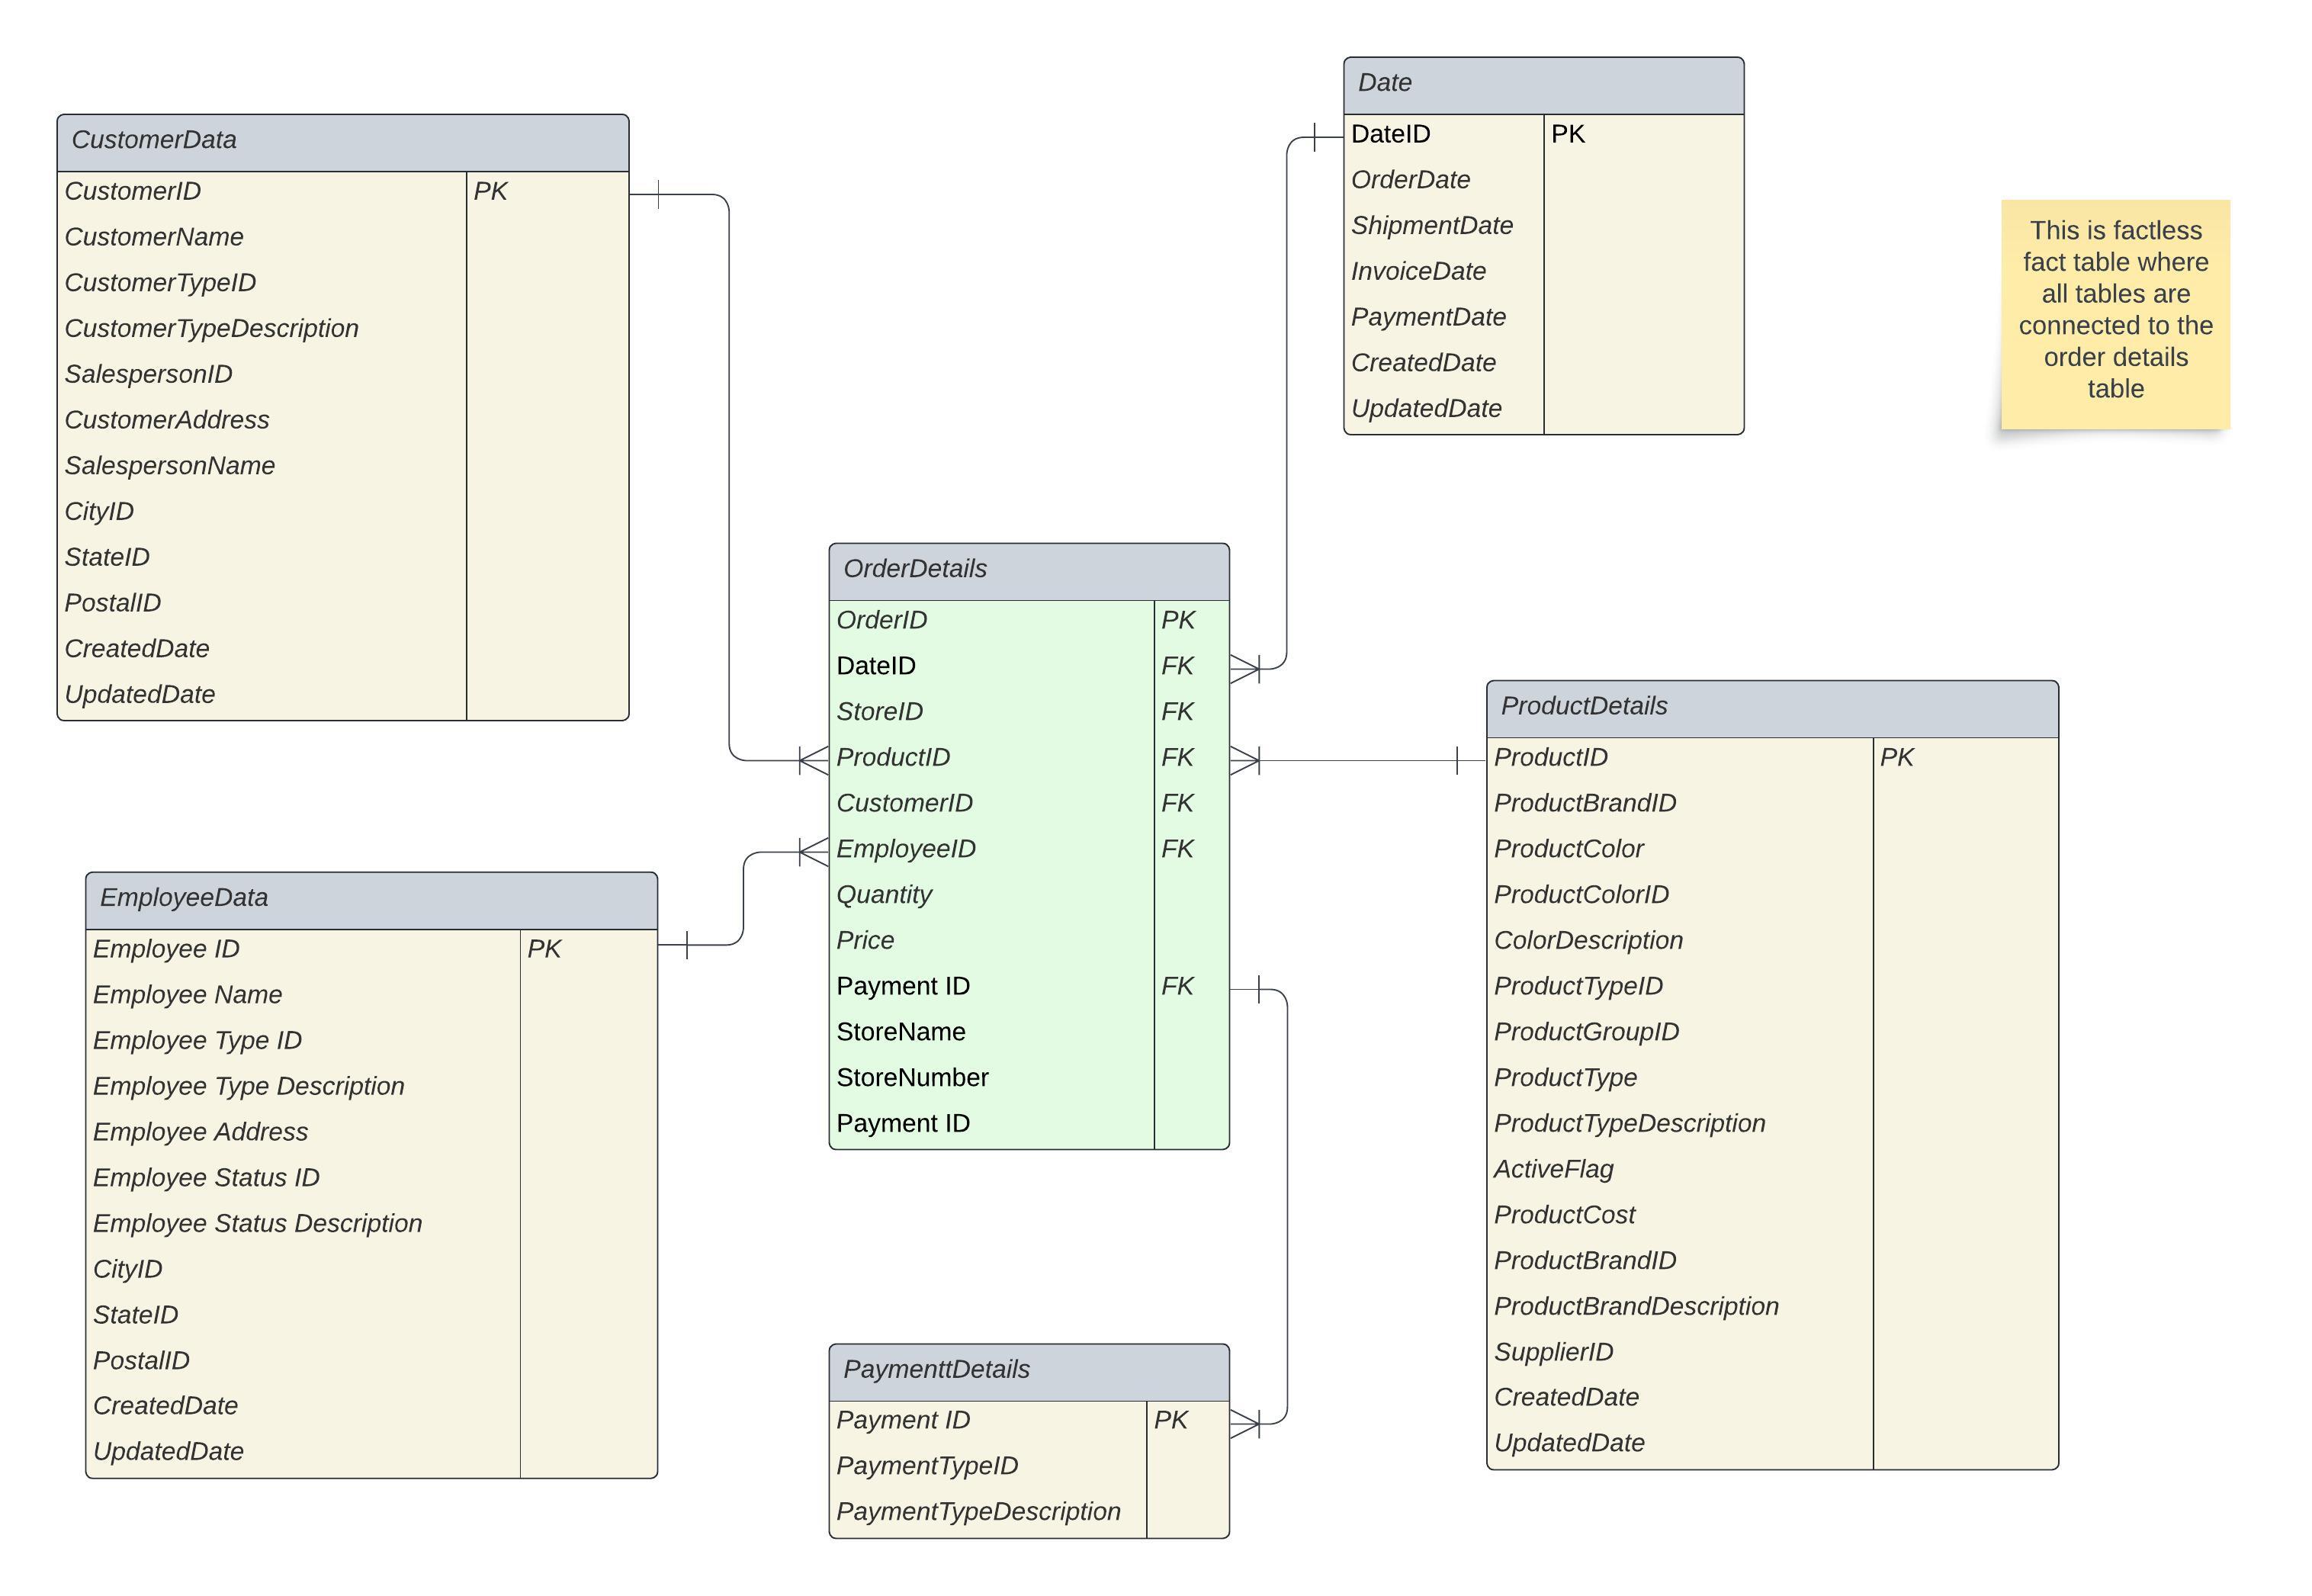 Date
DateID PK
OrderDate
ShipmentDate
InvoiceDate
PaymentDate
CreatedDate
UpdatedDate
CustomerData
CustomerID PK
CustomerName
CustomerTypeID
CustomerTypeDescription
SalespersonID
CustomerAddress
SalespersonName
CityID
StateID
PostalID
CreatedDate
UpdatedDate
This is factless
fact table where
all tables are
connected to the
order details
table
OrderDetails
OrderID PK
DateID FK
StoreID FK
ProductID FK
CustomerID FK
EmployeeID FK
Quantity
Price
Payment ID FK
StoreName
StoreNumber
Payment ID
ProductDetails
ProductID PK
ProductBrandID
ProductColor
ProductColorID
ColorDescription
ProductTypeID
ProductGroupID
ProductType
ProductTypeDescription
ActiveFlag
ProductCost
ProductBrandID
ProductBrandDescription
SupplierID
CreatedDate
UpdatedDate
EmployeeData
Employee ID PK
Employee Name
Employee Type ID
Employee Type Description
Employee Address
Employee Status ID
Employee Status Description
CityID
StateID
PostalID
CreatedDate
UpdatedDate
PaymenttDetails
Payment ID PK
PaymentTypeID
PaymentTypeDescription